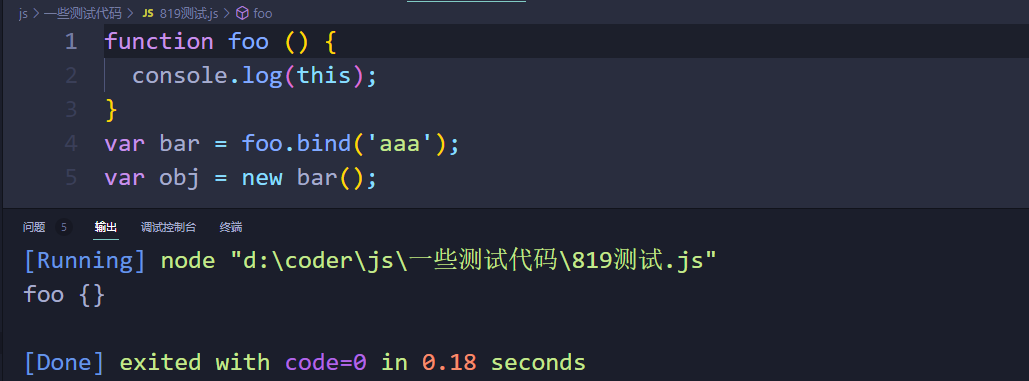 js > 一些测试代码 > JS 819测试.js > foo
1 function foo () {
2 console.log(this);
3 }
4 var bar = foo.bind('aaa');
5 var obj = new bar();
问题 5 输出 调试控制台 终端
[Running] node "d:\coder\js\一些测试代码\819测试.js"
foo {}
[Done] exited with code=0 in 0.18 seconds